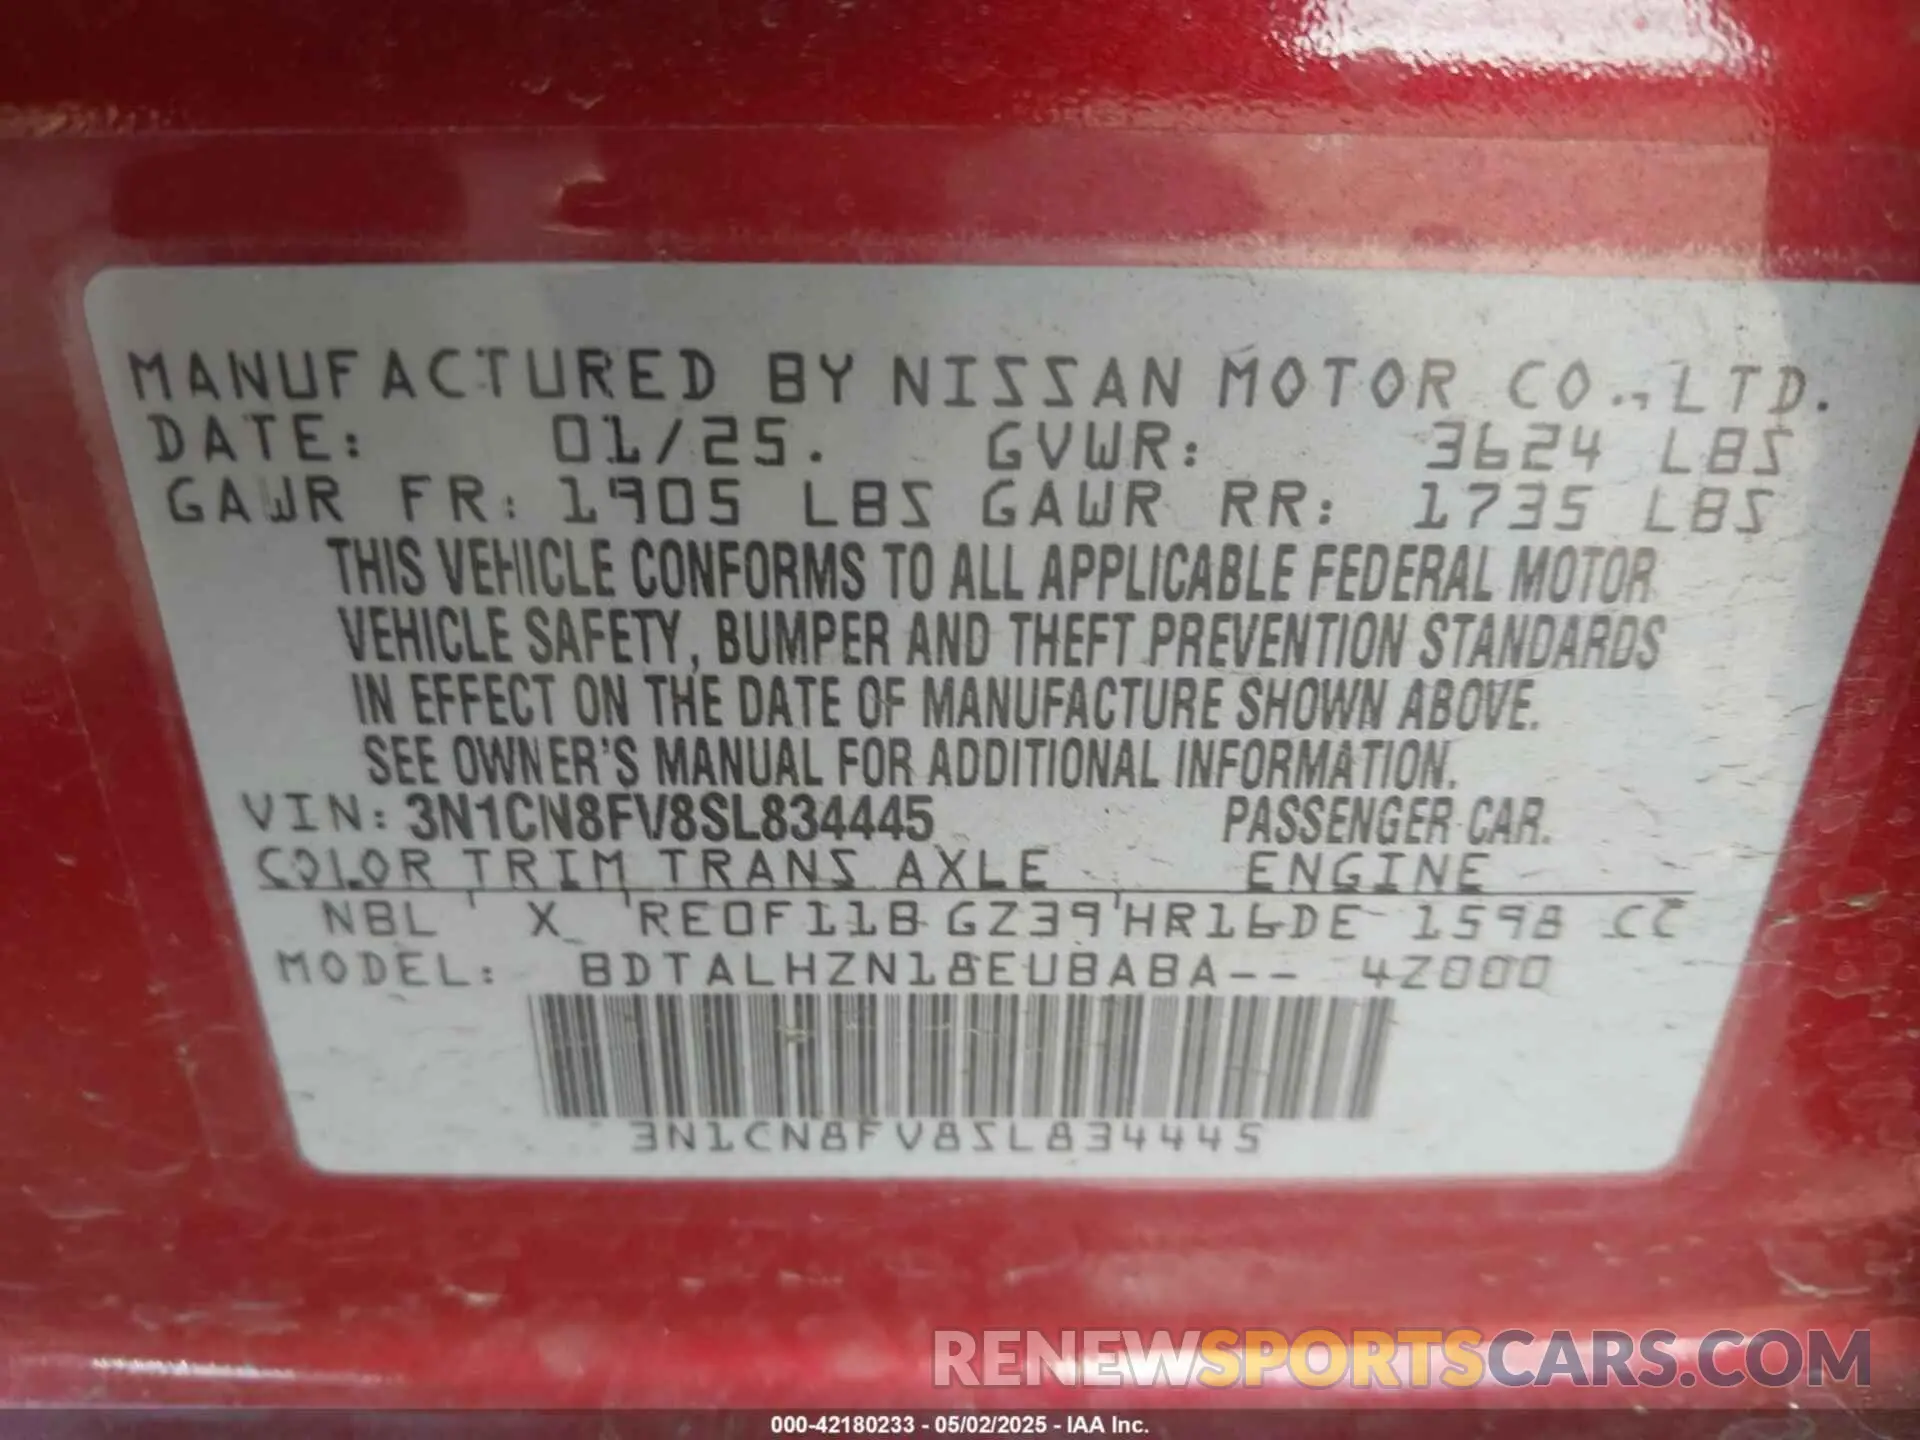 MANUFACTURED BY NISSAN MOTOR CO., LTD.
DATE: 01/25. GVWR: 3624 LBS
GAWR FR: 1905 LBS GAWR RR: 1735 LBS
THIS VEHICLE CONFORMS TO ALL APPLICABLE FEDERAL MOTOR
VEHICLE SAFETY, BUMPER AND THEFT PREVENTION STANDARDS
IN EFFECT ON THE DATE OF MANUFACTURE SHOWN ABOVE.
SEE OWNER'S MANUAL FOR ADDITIONAL INFORMATION.
VIN: 3N1CN8FV8SL834445 PASSENGER CAR.
COLOR TRIM TRANS AXLE ENGINE
NBL X RE0F11B GZ39 HR16DE 1598 CC
MODEL: BDTALHZN18EUBABA-- 4Z000
3N1CN8FV8SL834445
RENEWSPORTSCARS.COM
000-42180233 - 05/02/2025 - IAA Inc.